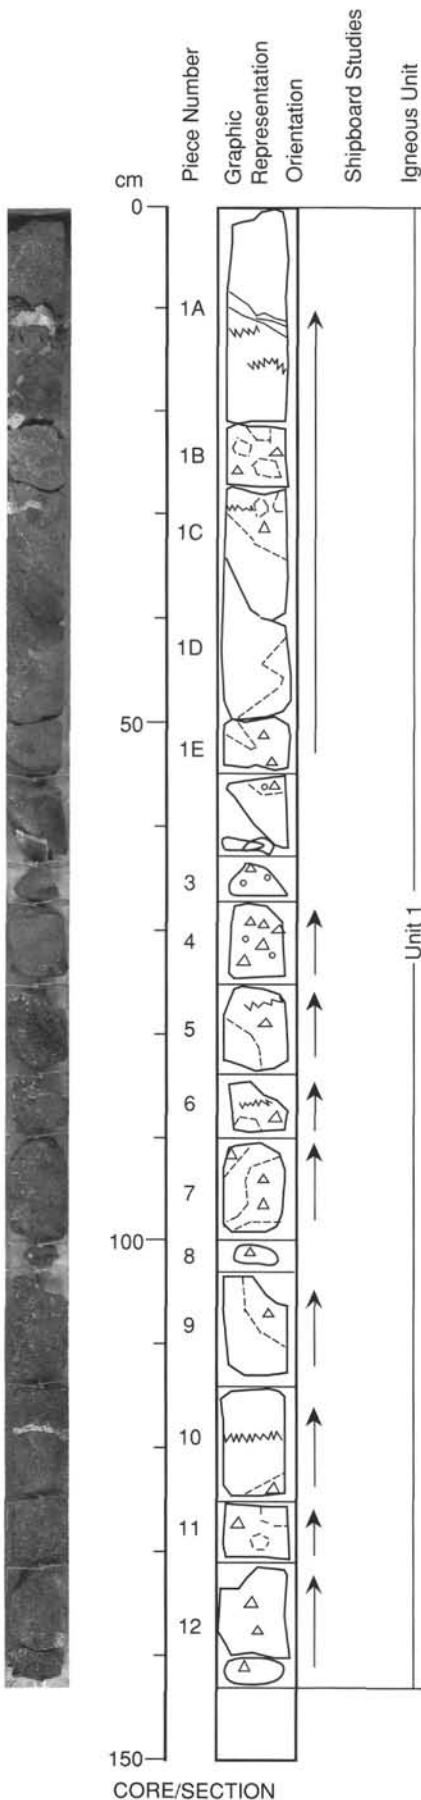 Piece Number
Graphic
Representation
Orientation
Shipboard Studies
Igneous Unit
cm
0
1A
1B
1C
1D
50
1E
3
4
Unit 1
5
6
7
100
8
9
10
11
12
150
CORE/SECTION